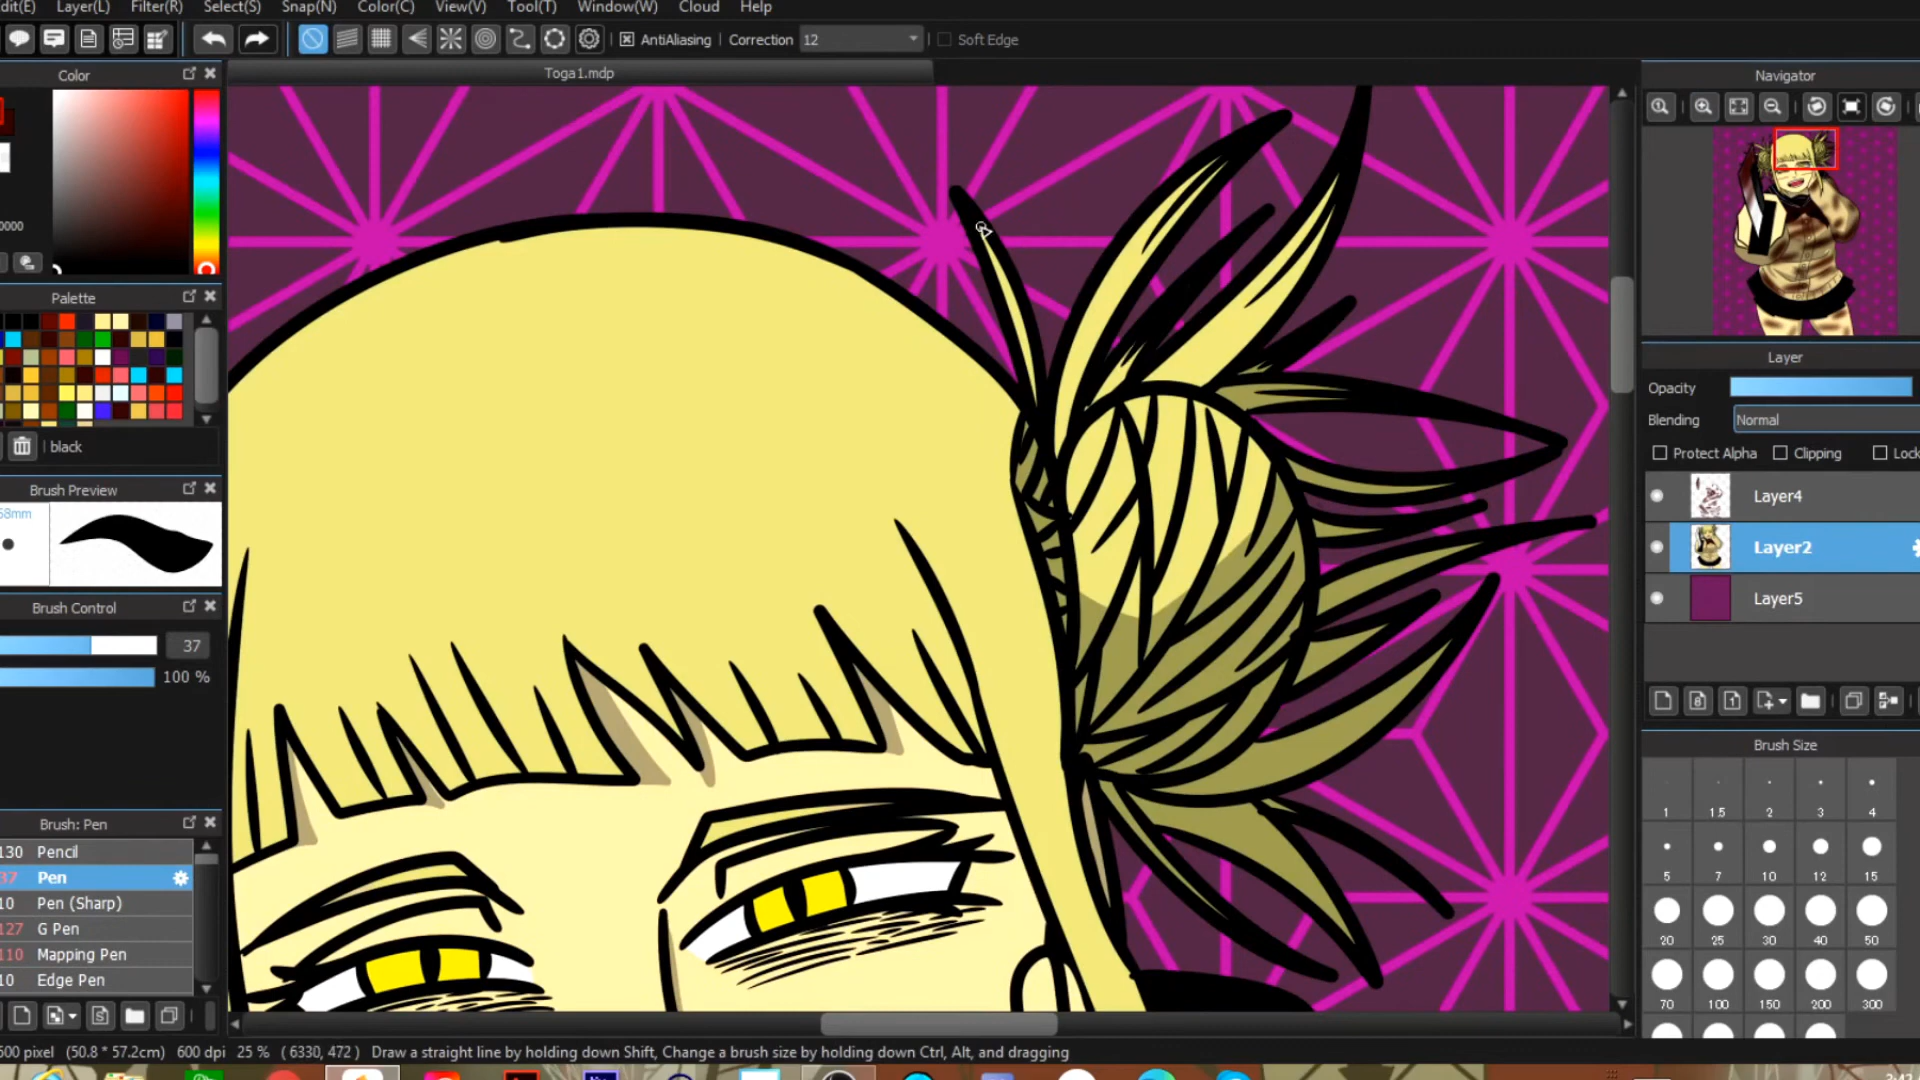 dit(E) Layer(L) Filter(R) Select(S) Snap(N) Color(C) View(V) Tool(T) Window(W) Cloud Help
AntiAliasing Correction 12 Soft Edge
Color
Toga1.mdp
Navigator
0000
Palette
black
Layer
Opacity
Blending Normal
Protect Alpha Clipping Lock
Brush Preview
68mm
Layer4
Layer2
Layer5
Brush Control
37
100 %
8 1
Brush Size
1 1.5 2 3 4
5 7 10 12 15
20 25 30 40 50
70 100 150 200 300
Brush: Pen
130 Pencil
37 Pen
10 Pen (Sharp)
127 G Pen
110 Mapping Pen
10 Edge Pen
500 pixel (50.8 * 57.2cm) 600 dpi 25 % ( 6330, 472 ) Draw a straight line by holding down Shift, Change a brush size by holding down Ctrl, Alt, and dragging